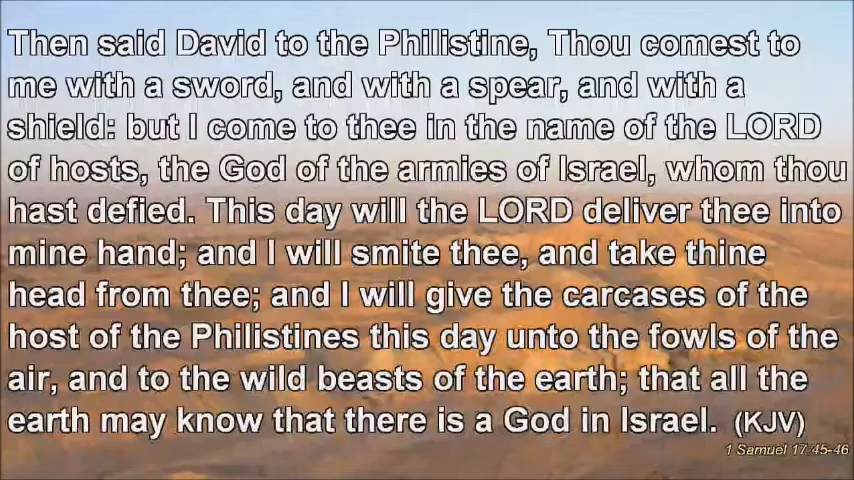 Then said David to the Philistine, Thou comest to
me with a sword, and with a spear, and with a
shield: but I come to thee in the name of the LORD
of hosts, the God of the armies of Israel, whom thou
hast defied. This day will the LORD deliver thee into
mine hand; and I will smite thee, and take thine
head from thee; and I will give the carcases of the
host of the Philistines this day unto the fowls of the
air, and to the wild beasts of the earth; that all the
earth may know that there is a God in Israel. (KJV)
1 Samuel 17:45-46